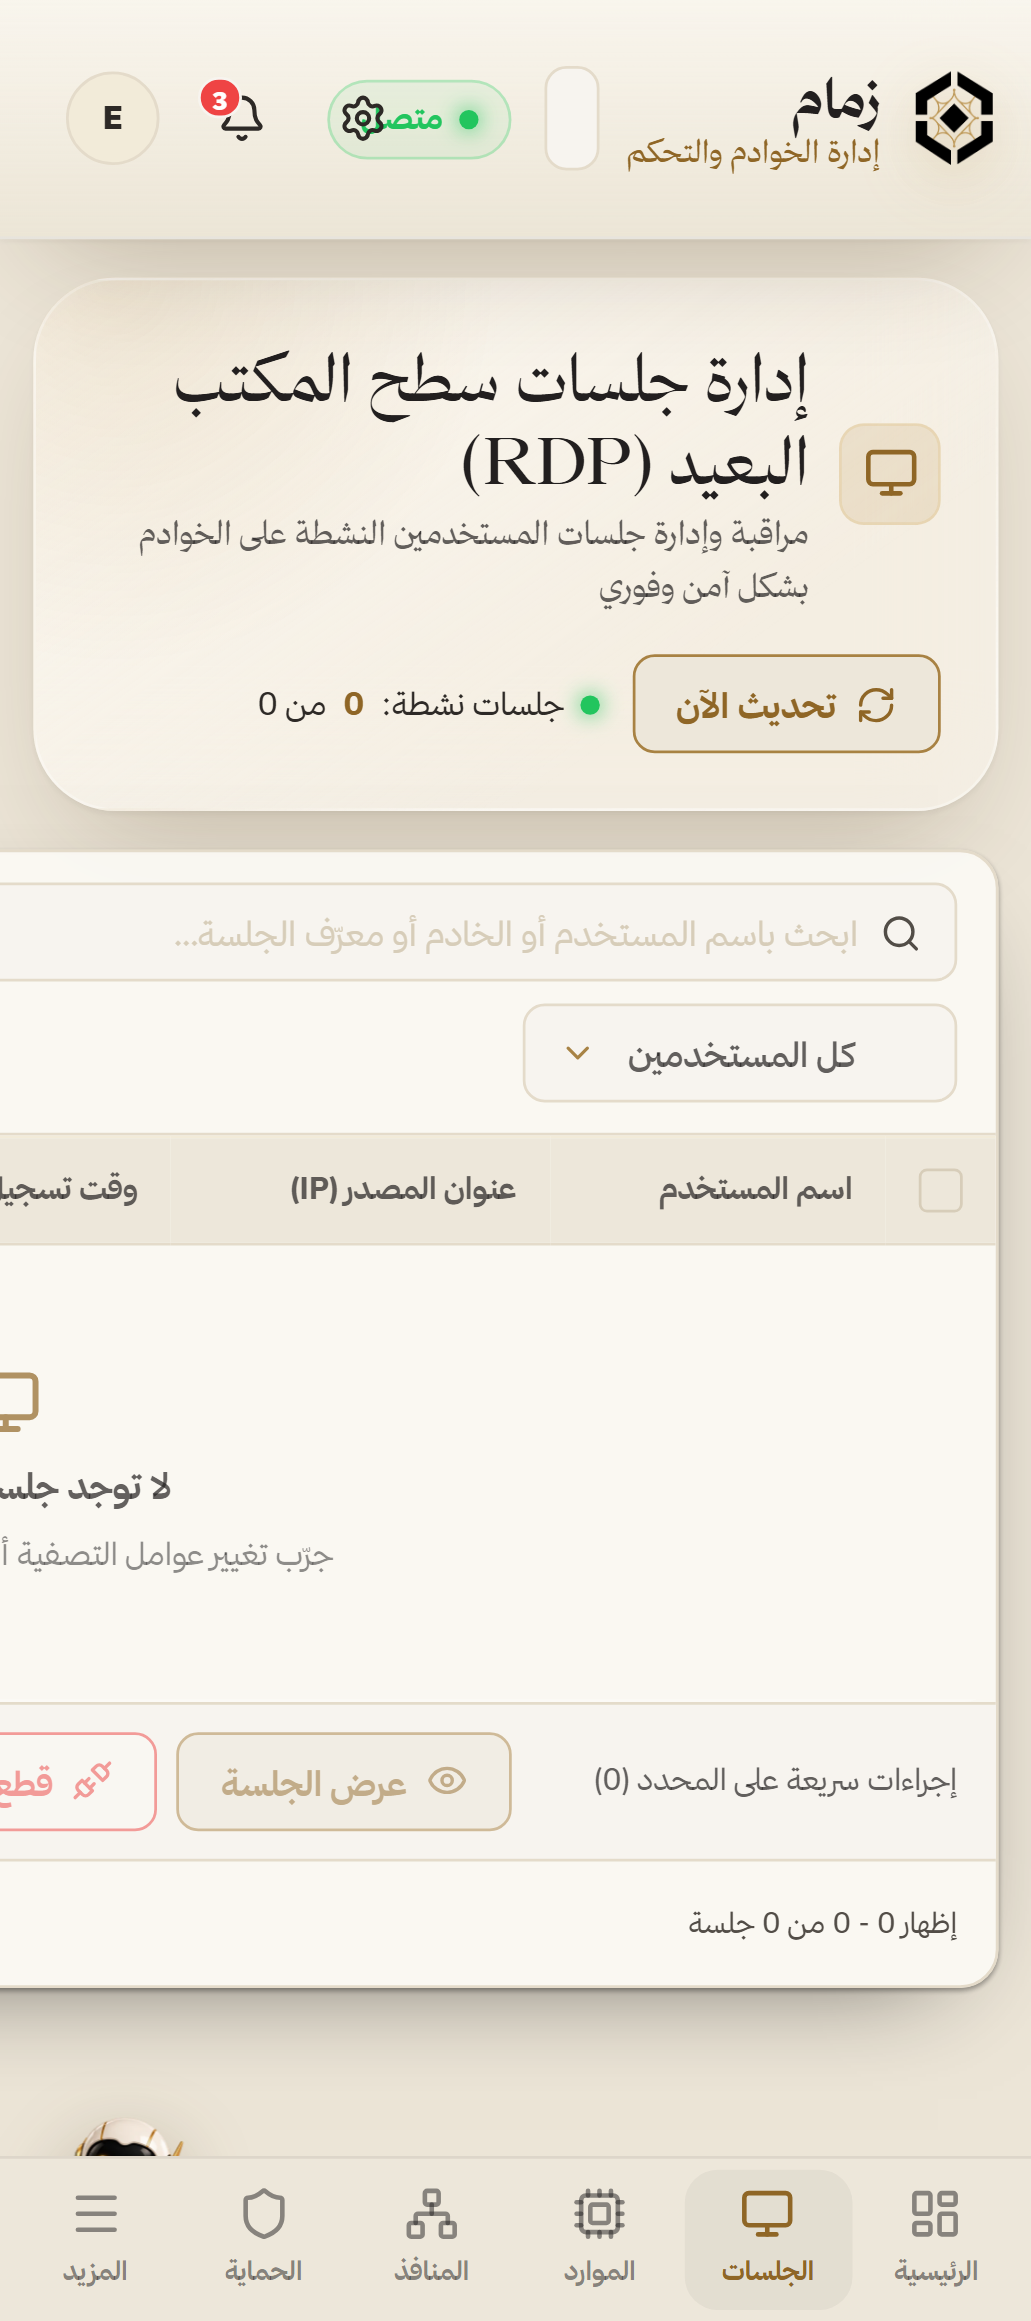 زمام
إدارة الخوادم والتحكم
3
E
إدارة جلسات سطح المكتب
البعيد (RDP)
مراقبة وإدارة جلسات المستخدمين النشطة على الخوادم
بشكل آمن وفوري
تحديث الآن
جلسات نشطة: 0 من 0
ابحث باسم المستخدم أو الخادم أو معرّف الجلسة...
كل المستخدمين
اسم المستخدم
عنوان المصدر (IP)
وقت
لا توجد
جرّب تغيير عوامل التصفية
إجراءات سريعة على المحدد (0)
عرض الجلسة
قطع
إظهار 0 - 0 من 0 جلسة
الرئيسية
الجلسات
الموارد
المنافذ
الحماية
المزيد